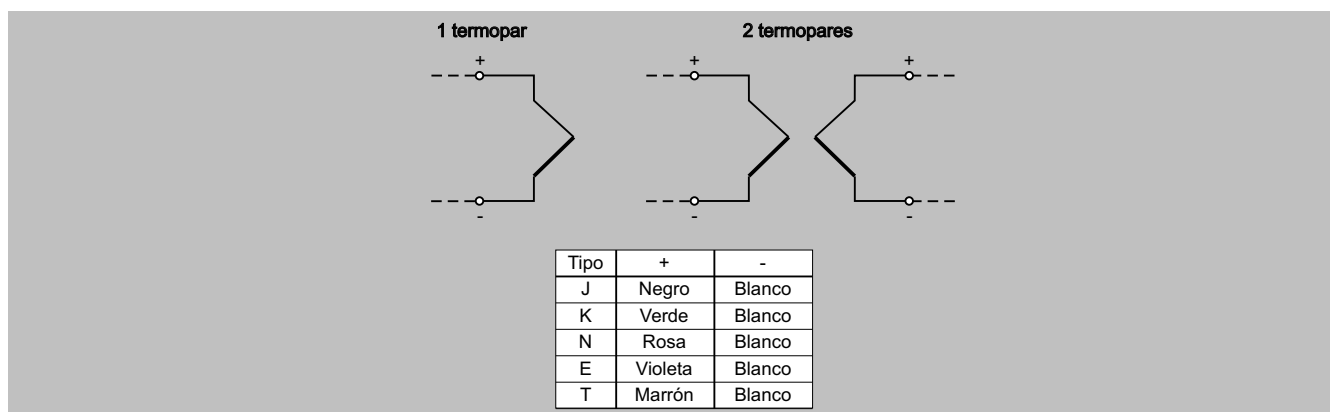 1 termopar 2 termopares
+ + +
- - -
Tipo + -
J Negro Blanco
K Verde Blanco
N Rosa Blanco
E Violeta Blanco
T Marrón Blanco